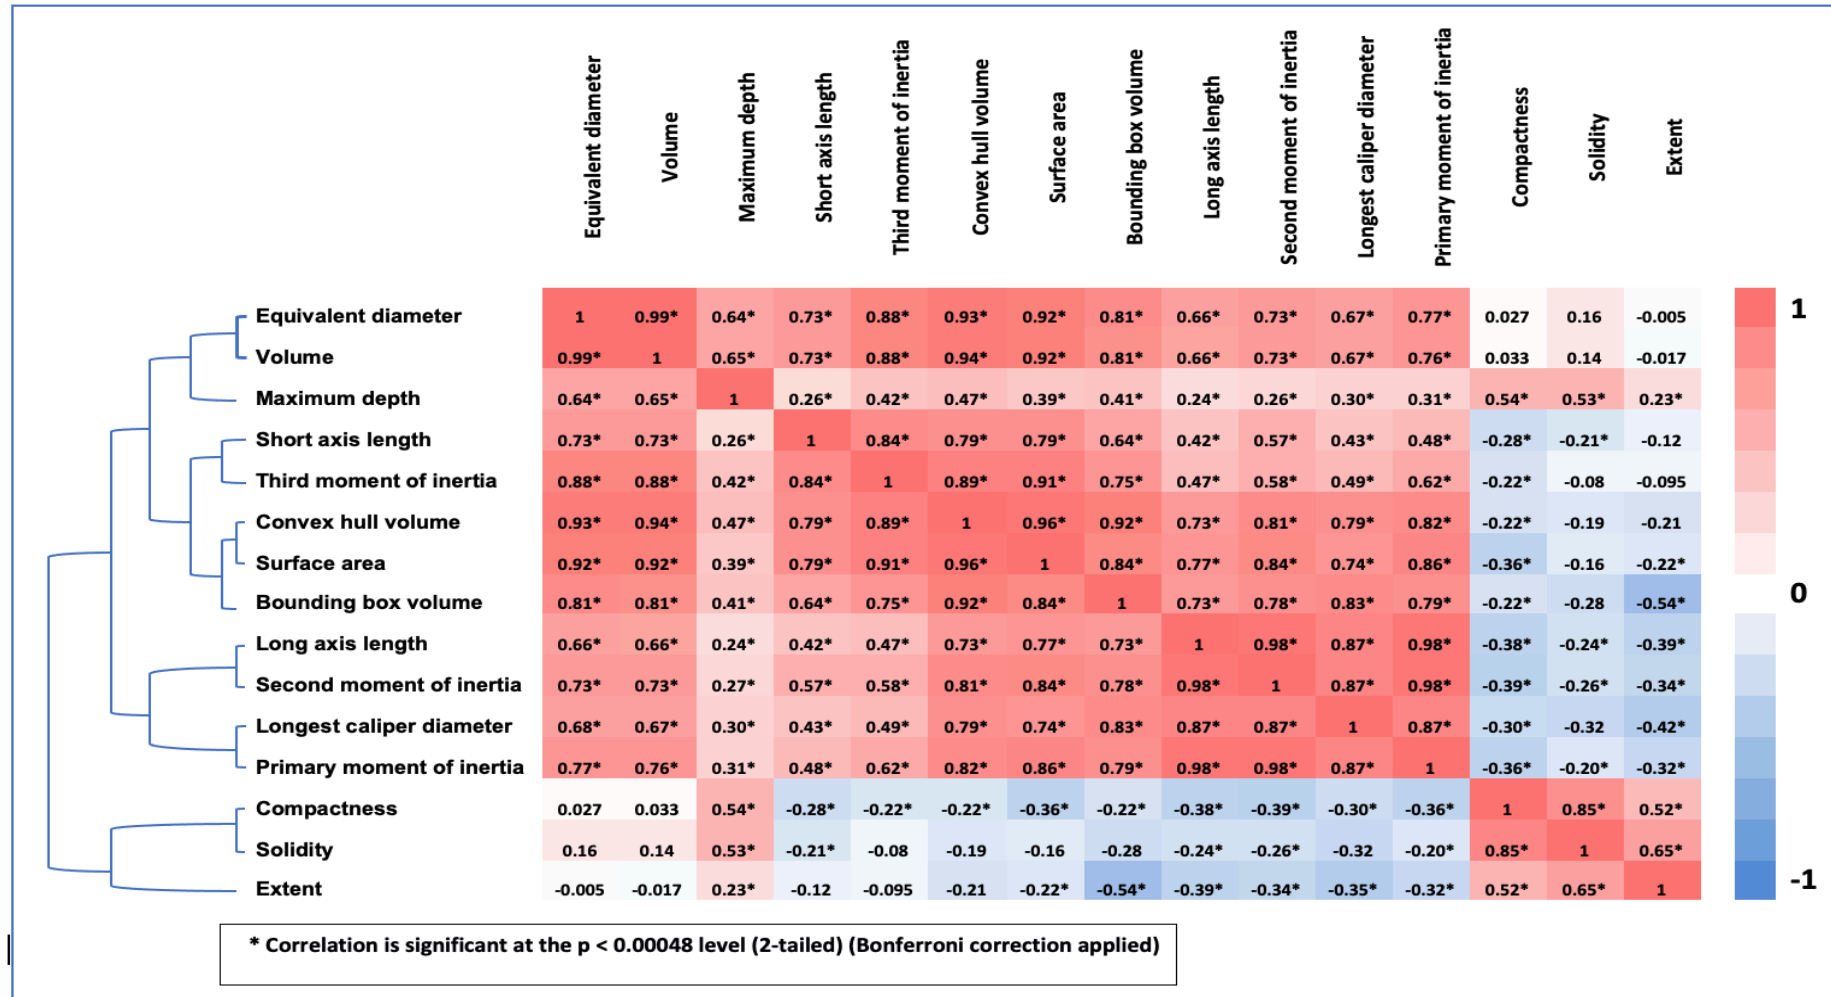 Equivalent diameter
Volume
Maximum depth
Short axis length
Third moment of inertia
Convex hull volume
Surface area
Bounding box volume
Long axis length
Second moment of inertia
Longest caliper diameter
Primary moment of inertia
Compactness
Solidity
Extent
Equivalent diameter 1 0.99* 0.64* 0.73* 0.88* 0.93* 0.92* 0.81* 0.66* 0.73* 0.67* 0.77* 0.027 0.16 -0.005
Volume 0.99* 1 0.65* 0.73* 0.88* 0.94* 0.92* 0.81* 0.66* 0.73* 0.67* 0.76* 0.033 0.14 -0.017
Maximum depth 0.64* 0.65* 1 0.26* 0.42* 0.47* 0.39* 0.41* 0.24* 0.26* 0.30* 0.31* 0.54* 0.53* 0.23*
Short axis length 0.73* 0.73* 0.26* 1 0.84* 0.79* 0.79* 0.64* 0.42* 0.57* 0.43* 0.48* -0.28* -0.21* -0.12
Third moment of inertia 0.88* 0.88* 0.42* 0.84* 1 0.89* 0.91* 0.75* 0.47* 0.58* 0.49* 0.62* -0.22* -0.08 -0.095
Convex hull volume 0.93* 0.94* 0.47* 0.79* 0.89* 1 0.96* 0.92* 0.73* 0.81* 0.79* 0.82* -0.22* -0.19 -0.21
Surface area 0.92* 0.92* 0.39* 0.79* 0.91* 0.96* 1 0.84* 0.77* 0.84* 0.74* 0.86* -0.36* -0.16 -0.22*
Bounding box volume 0.81* 0.81* 0.41* 0.64* 0.75* 0.92* 0.84* 1 0.73* 0.78* 0.83* 0.79* -0.22* -0.28 -0.54*
Long axis length 0.66* 0.66* 0.24* 0.42* 0.47* 0.73* 0.77* 0.73* 1 0.98* 0.87* 0.98* -0.38* -0.24* -0.39*
Second moment of inertia 0.73* 0.73* 0.27* 0.57* 0.58* 0.81* 0.84* 0.78* 0.98* 1 0.87* 0.98* -0.39* -0.26* -0.34*
Longest caliper diameter 0.68* 0.67* 0.30* 0.43* 0.49* 0.79* 0.74* 0.83* 0.87* 0.87* 1 0.87* -0.30* -0.32 -0.42*
Primary moment of inertia 0.77* 0.76* 0.31* 0.48* 0.62* 0.82* 0.86* 0.79* 0.98* 0.98* 0.87* 1 -0.36* -0.20* -0.32*
Compactness 0.027 0.033 0.54* -0.28* -0.22* -0.22* -0.36* -0.22* -0.38* -0.39* -0.30* -0.36* 1 0.85* 0.52*
Solidity 0.16 0.14 0.53* -0.21* -0.08 -0.19 -0.16 -0.28 -0.24* -0.26* -0.32 -0.20* 0.85* 1 0.65*
Extent -0.005 -0.017 0.23* -0.12 -0.095 -0.21 -0.22* -0.54* -0.39* -0.34* -0.35* -0.32* 0.52* 0.65* 1
1
0
-1
* Correlation is significant at the p < 0.00048 level (2-tailed) (Bonferroni correction applied)